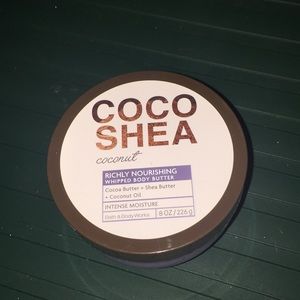 COCO
SHEA
coconut
RICHLY NOURISHING
WHIPPED BODY BUTTER
Cocoa Butter + Shea Butter
+ Coconut Oil
INTENSE MOISTURE
Bath & Body Works 8 OZ / 226 g